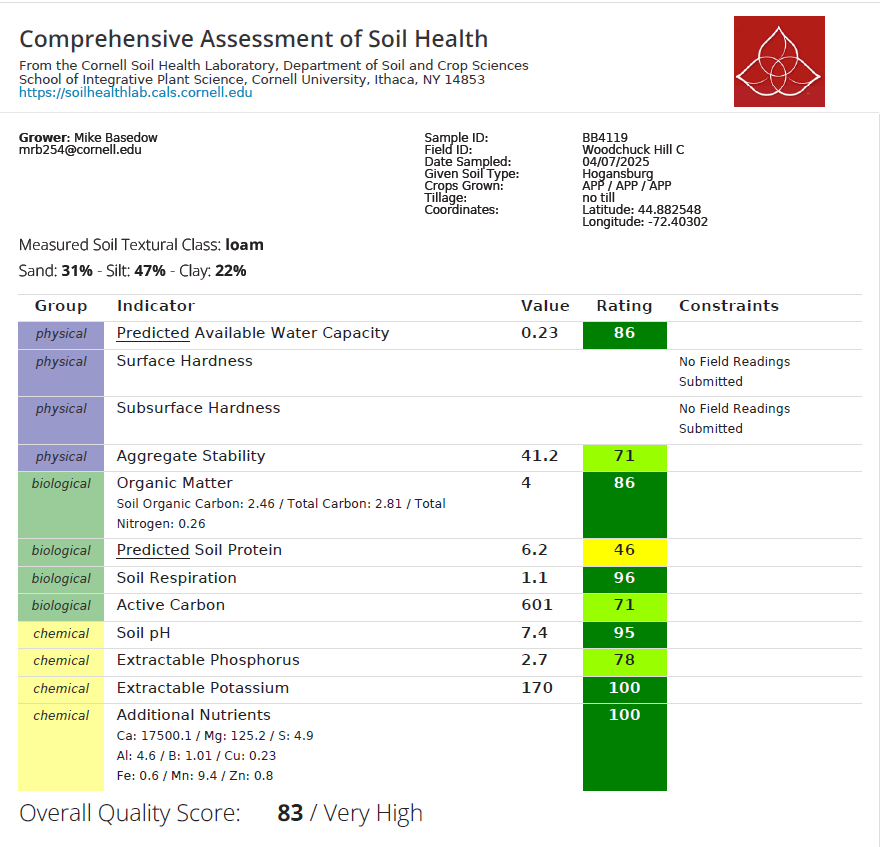 Comprehensive Assessment of Soil Health
From the Cornell Soil Health Laboratory, Department of Soil and Crop Sciences
School of Integrative Plant Science, Cornell University, Ithaca, NY 14853
https://soilhealthlab.cals.cornell.edu
Grower: Mike Basedow
mrb254@cornell.edu
Sample ID: BB4119
Field ID: Woodchuck Hill C
Date Sampled: 04/07/2025
Given Soil Type: Hogansburg
Crops Grown: APP / APP / APP
Tillage: no till
Coordinates: Latitude: 44.882548
Longitude: -72.40302
Measured Soil Textural Class: loam
Sand: 31% - Silt: 47% - Clay: 22%
Group Indicator Value Rating Constraints
physical Predicted Available Water Capacity 0.23 86
physical Surface Hardness No Field Readings
Submitted
physical Subsurface Hardness No Field Readings
Submitted
physical Aggregate Stability 41.2 71
biological Organic Matter 4 86
Soil Organic Carbon: 2.46 / Total Carbon: 2.81 / Total
Nitrogen: 0.26
biological Predicted Soil Protein 6.2 46
biological Soil Respiration 1.1 96
biological Active Carbon 601 71
chemical Soil pH 7.4 95
chemical Extractable Phosphorus 2.7 78
chemical Extractable Potassium 170 100
chemical Additional Nutrients 100
Ca: 17500.1 / Mg: 125.2 / S: 4.9
Al: 4.6 / B: 1.01 / Cu: 0.23
Fe: 0.6 / Mn: 9.4 / Zn: 0.8
Overall Quality Score: 83 / Very High